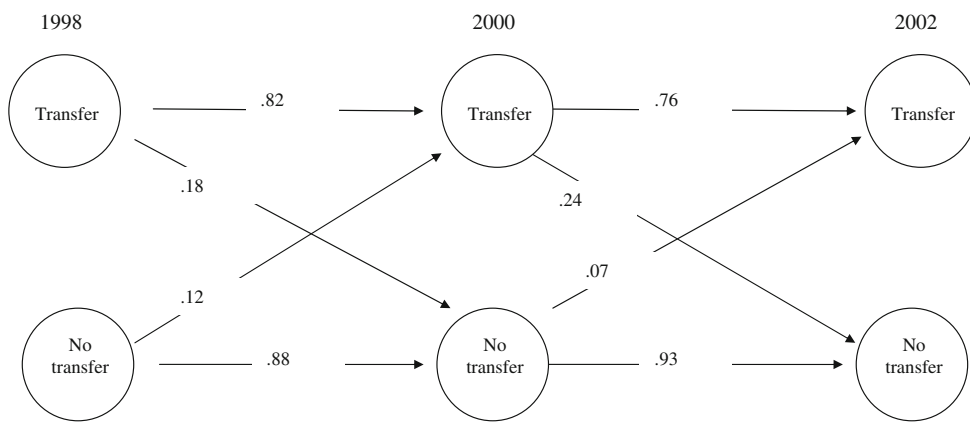 1998
2000
2002
Transfer
.82
Transfer
.76
Transfer
.18
.24
.12
.07
No
transfer
.88
No
transfer
.93
No
transfer